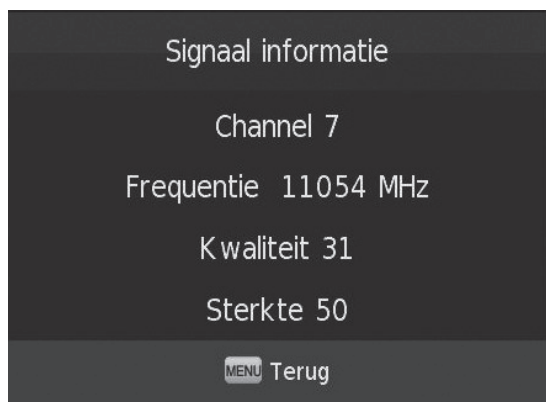 Signaal informatie
Channel 7
Frequentie 11054 MHz
Kwaliteit 31
Sterkte 50
MENU Terug